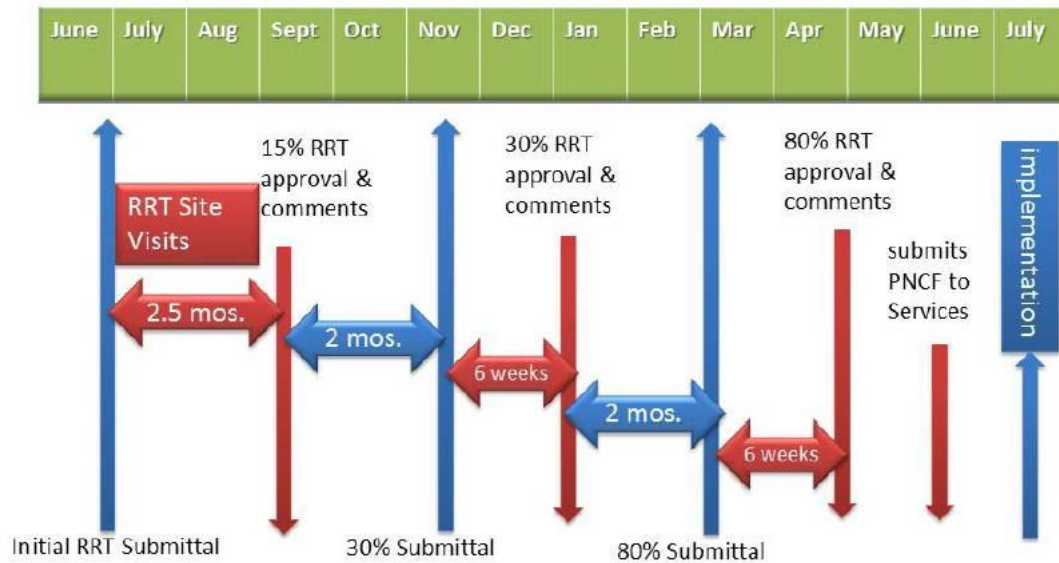 June July Aug Sept Oct Nov Dec Jan Feb Mar Apr May June July
15% RRT
approval &
comments
30% RRT
approval &
comments
80% RRT
approval &
comments
RRT Site
Visits
submits
PNCF to
Services
implementation
2.5 mos.
2 mos.
6 weeks
2 mos.
6 weeks
Initial RRT Submittal
30% Submittal
80% Submittal